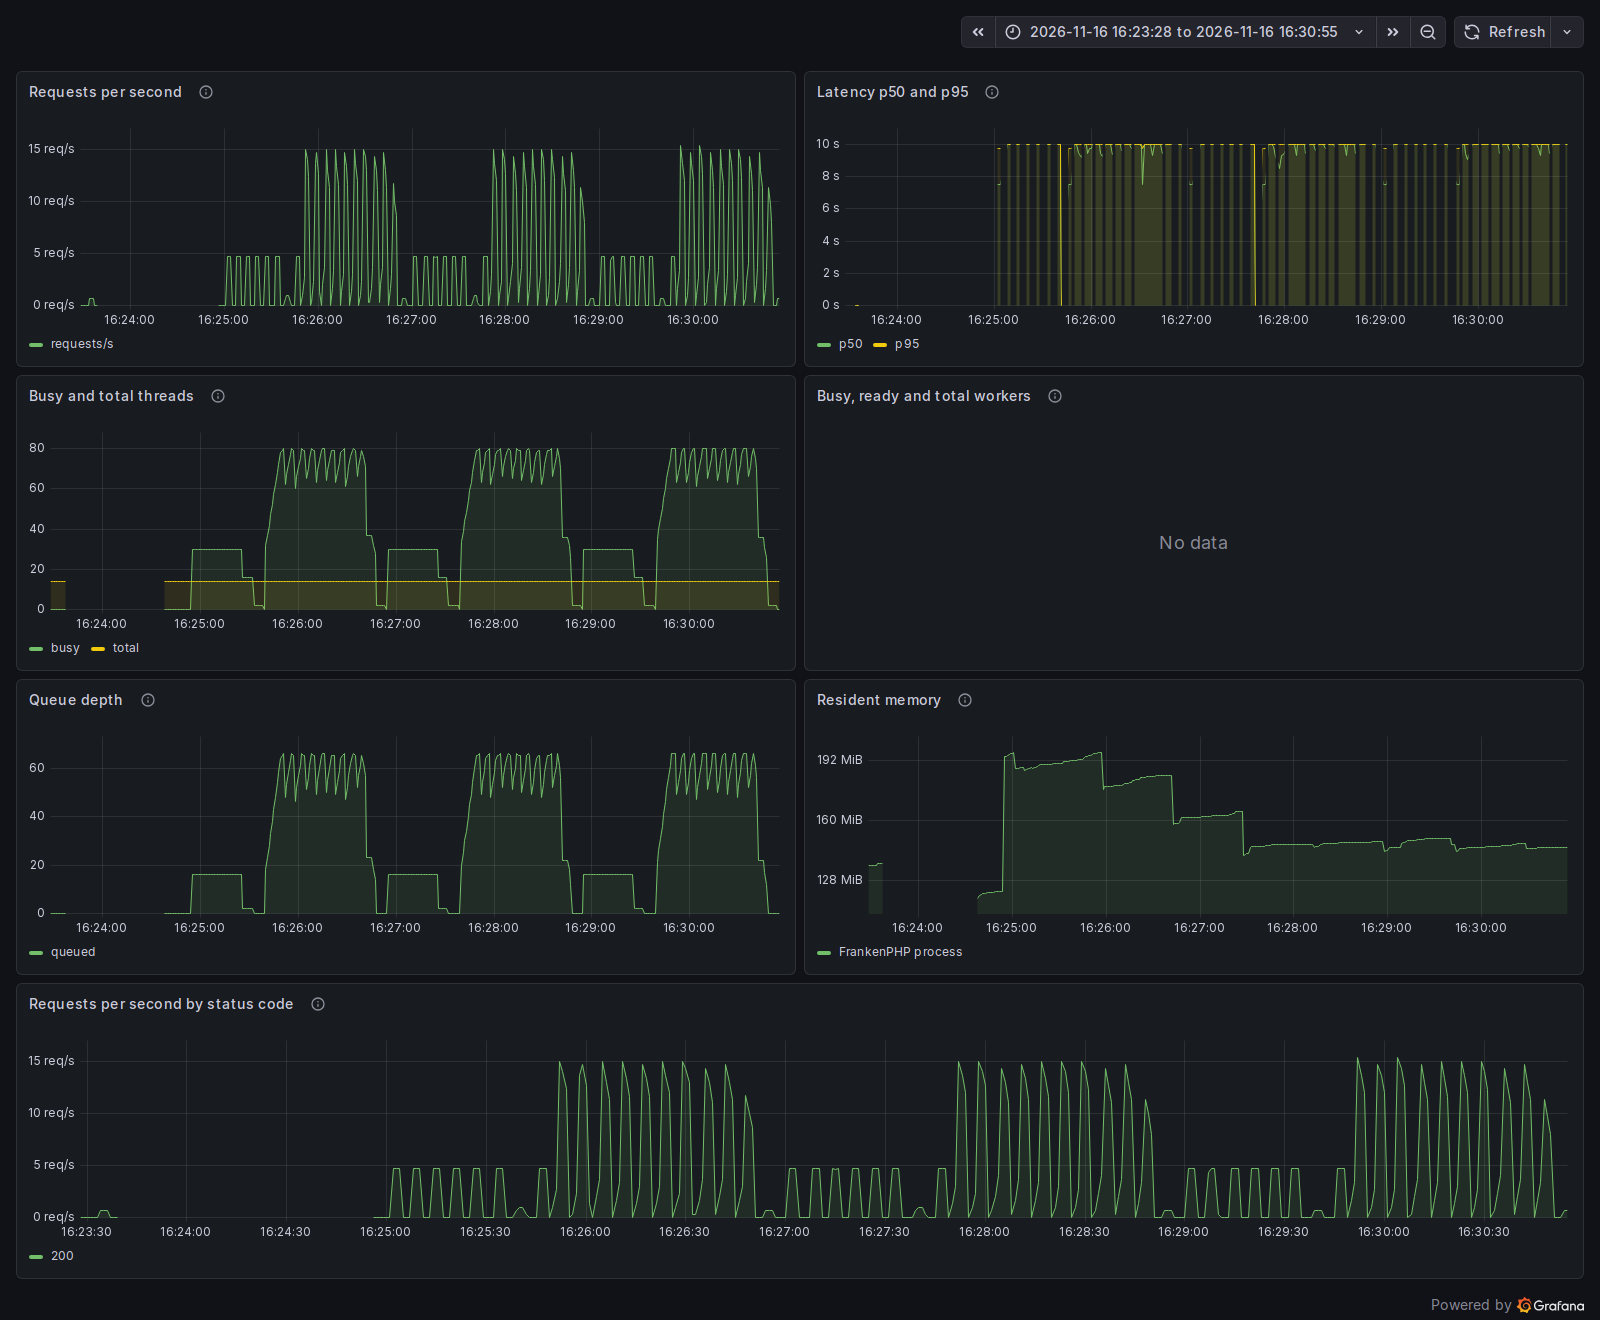 2026-11-16 16:23:28 to 2026-11-16 16:30:55
Refresh
Requests per second
15 req/s
10 req/s
5 req/s
0 req/s
16:24:00 16:25:00 16:26:00 16:27:00 16:28:00 16:29:00 16:30:00
requests/s
Latency p50 and p95
10 s
8 s
6 s
4 s
2 s
0 s
16:24:00 16:25:00 16:26:00 16:27:00 16:28:00 16:29:00 16:30:00
p50 p95
Busy and total threads
80
60
40
20
0
16:24:00 16:25:00 16:26:00 16:27:00 16:28:00 16:29:00 16:30:00
busy total
Busy, ready and total workers
No data
Queue depth
60
40
20
0
16:24:00 16:25:00 16:26:00 16:27:00 16:28:00 16:29:00 16:30:00
queued
Resident memory
192 MiB
160 MiB
128 MiB
16:24:00 16:25:00 16:26:00 16:27:00 16:28:00 16:29:00 16:30:00
FrankenPHP process
Requests per second by status code
15 req/s
10 req/s
5 req/s
0 req/s
16:23:30 16:24:00 16:24:30 16:25:00 16:25:30 16:26:00 16:26:30 16:27:00 16:27:30 16:28:00 16:28:30 16:29:00 16:29:30 16:30:00 16:30:30
200
Powered by Grafana